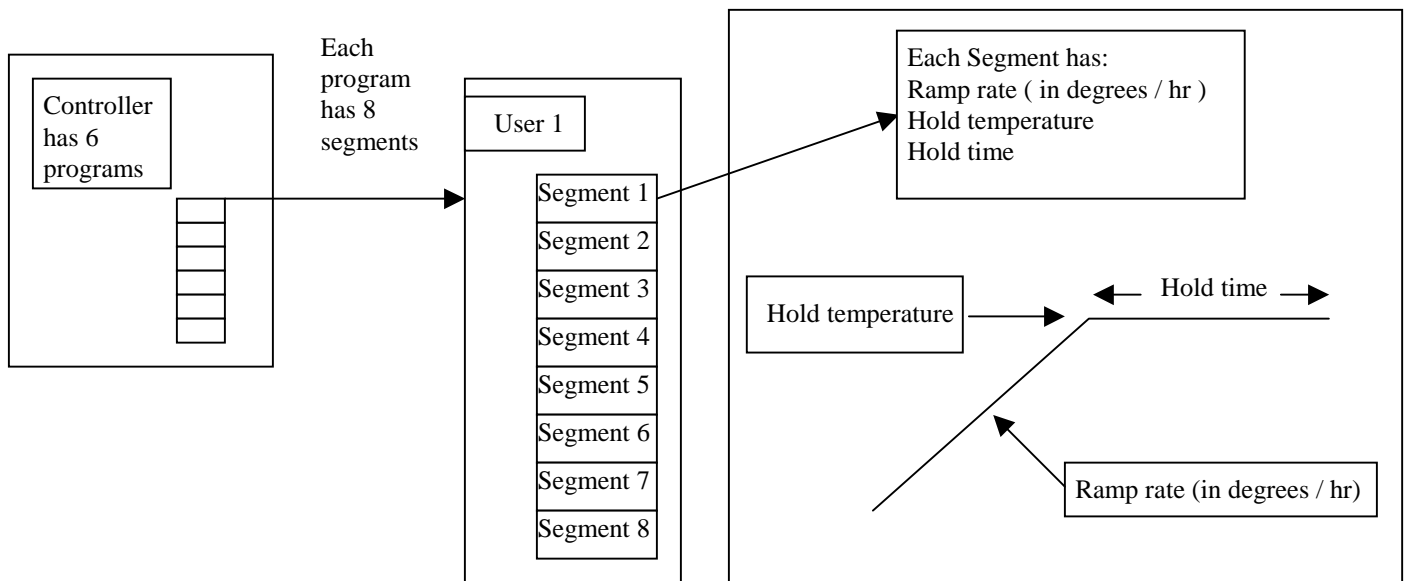 Controller
has 6
programs
Each
program
has 8
segments
User 1
Segment 1
Segment 2
Segment 3
Segment 4
Segment 5
Segment 6
Segment 7
Segment 8
Each Segment has:
Ramp rate ( in degrees / hr )
Hold temperature
Hold time
Hold time
Hold temperature
Ramp rate (in degrees / hr)